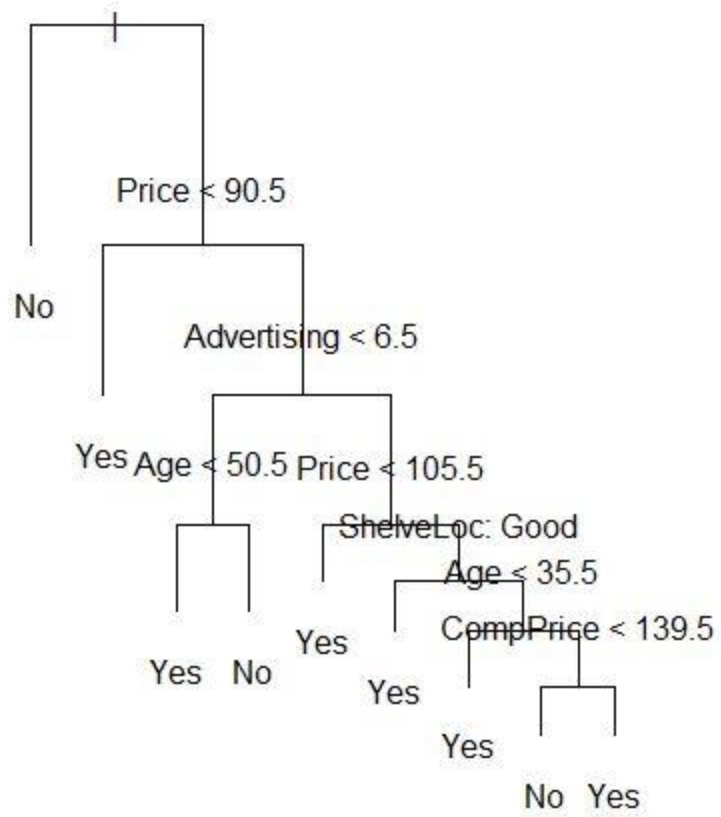 Price < 90.5
No
Advertising < 6.5
Yes
Age < 50.5
Price < 105.5
ShelveLoc: Good
Age < 35.5
CompPrice < 139.5
Yes
Yes
No
Yes
Yes
No
Yes